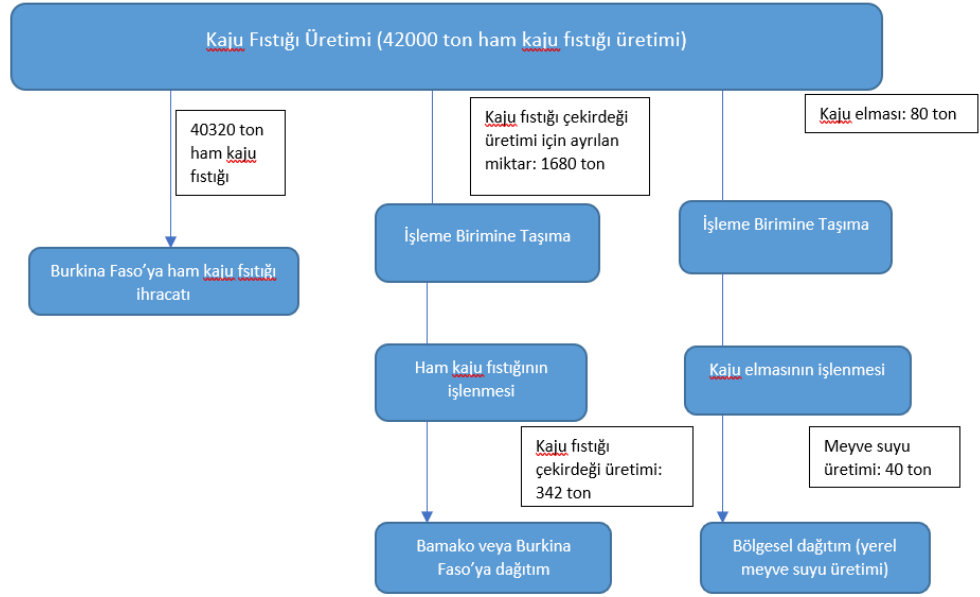 Kaju Fıstığı Üretimi (42000 ton ham kaju fıstığı üretimi)
40320 ton
ham kaju
fıstığı
Kaju fıstığı çekirdeği
üretimi için ayrılan
miktar: 1680 ton
Kaju elması: 80 ton
Burkina Faso’ya ham kaju fsıtığı
ihracatı
İşleme Birimine Taşıma
İşleme Birimine Taşıma
Ham kaju fıstığının
işlenmesi
Kaju elmasının işlenmesi
Kaju fıstığı
çekirdeği üretimi:
342 ton
Meyve suyu
üretimi: 40 ton
Bamako veya Burkina
Faso’ya dağıtım
Bölgesel dağıtım (yerel
meyve suyu üretimi)